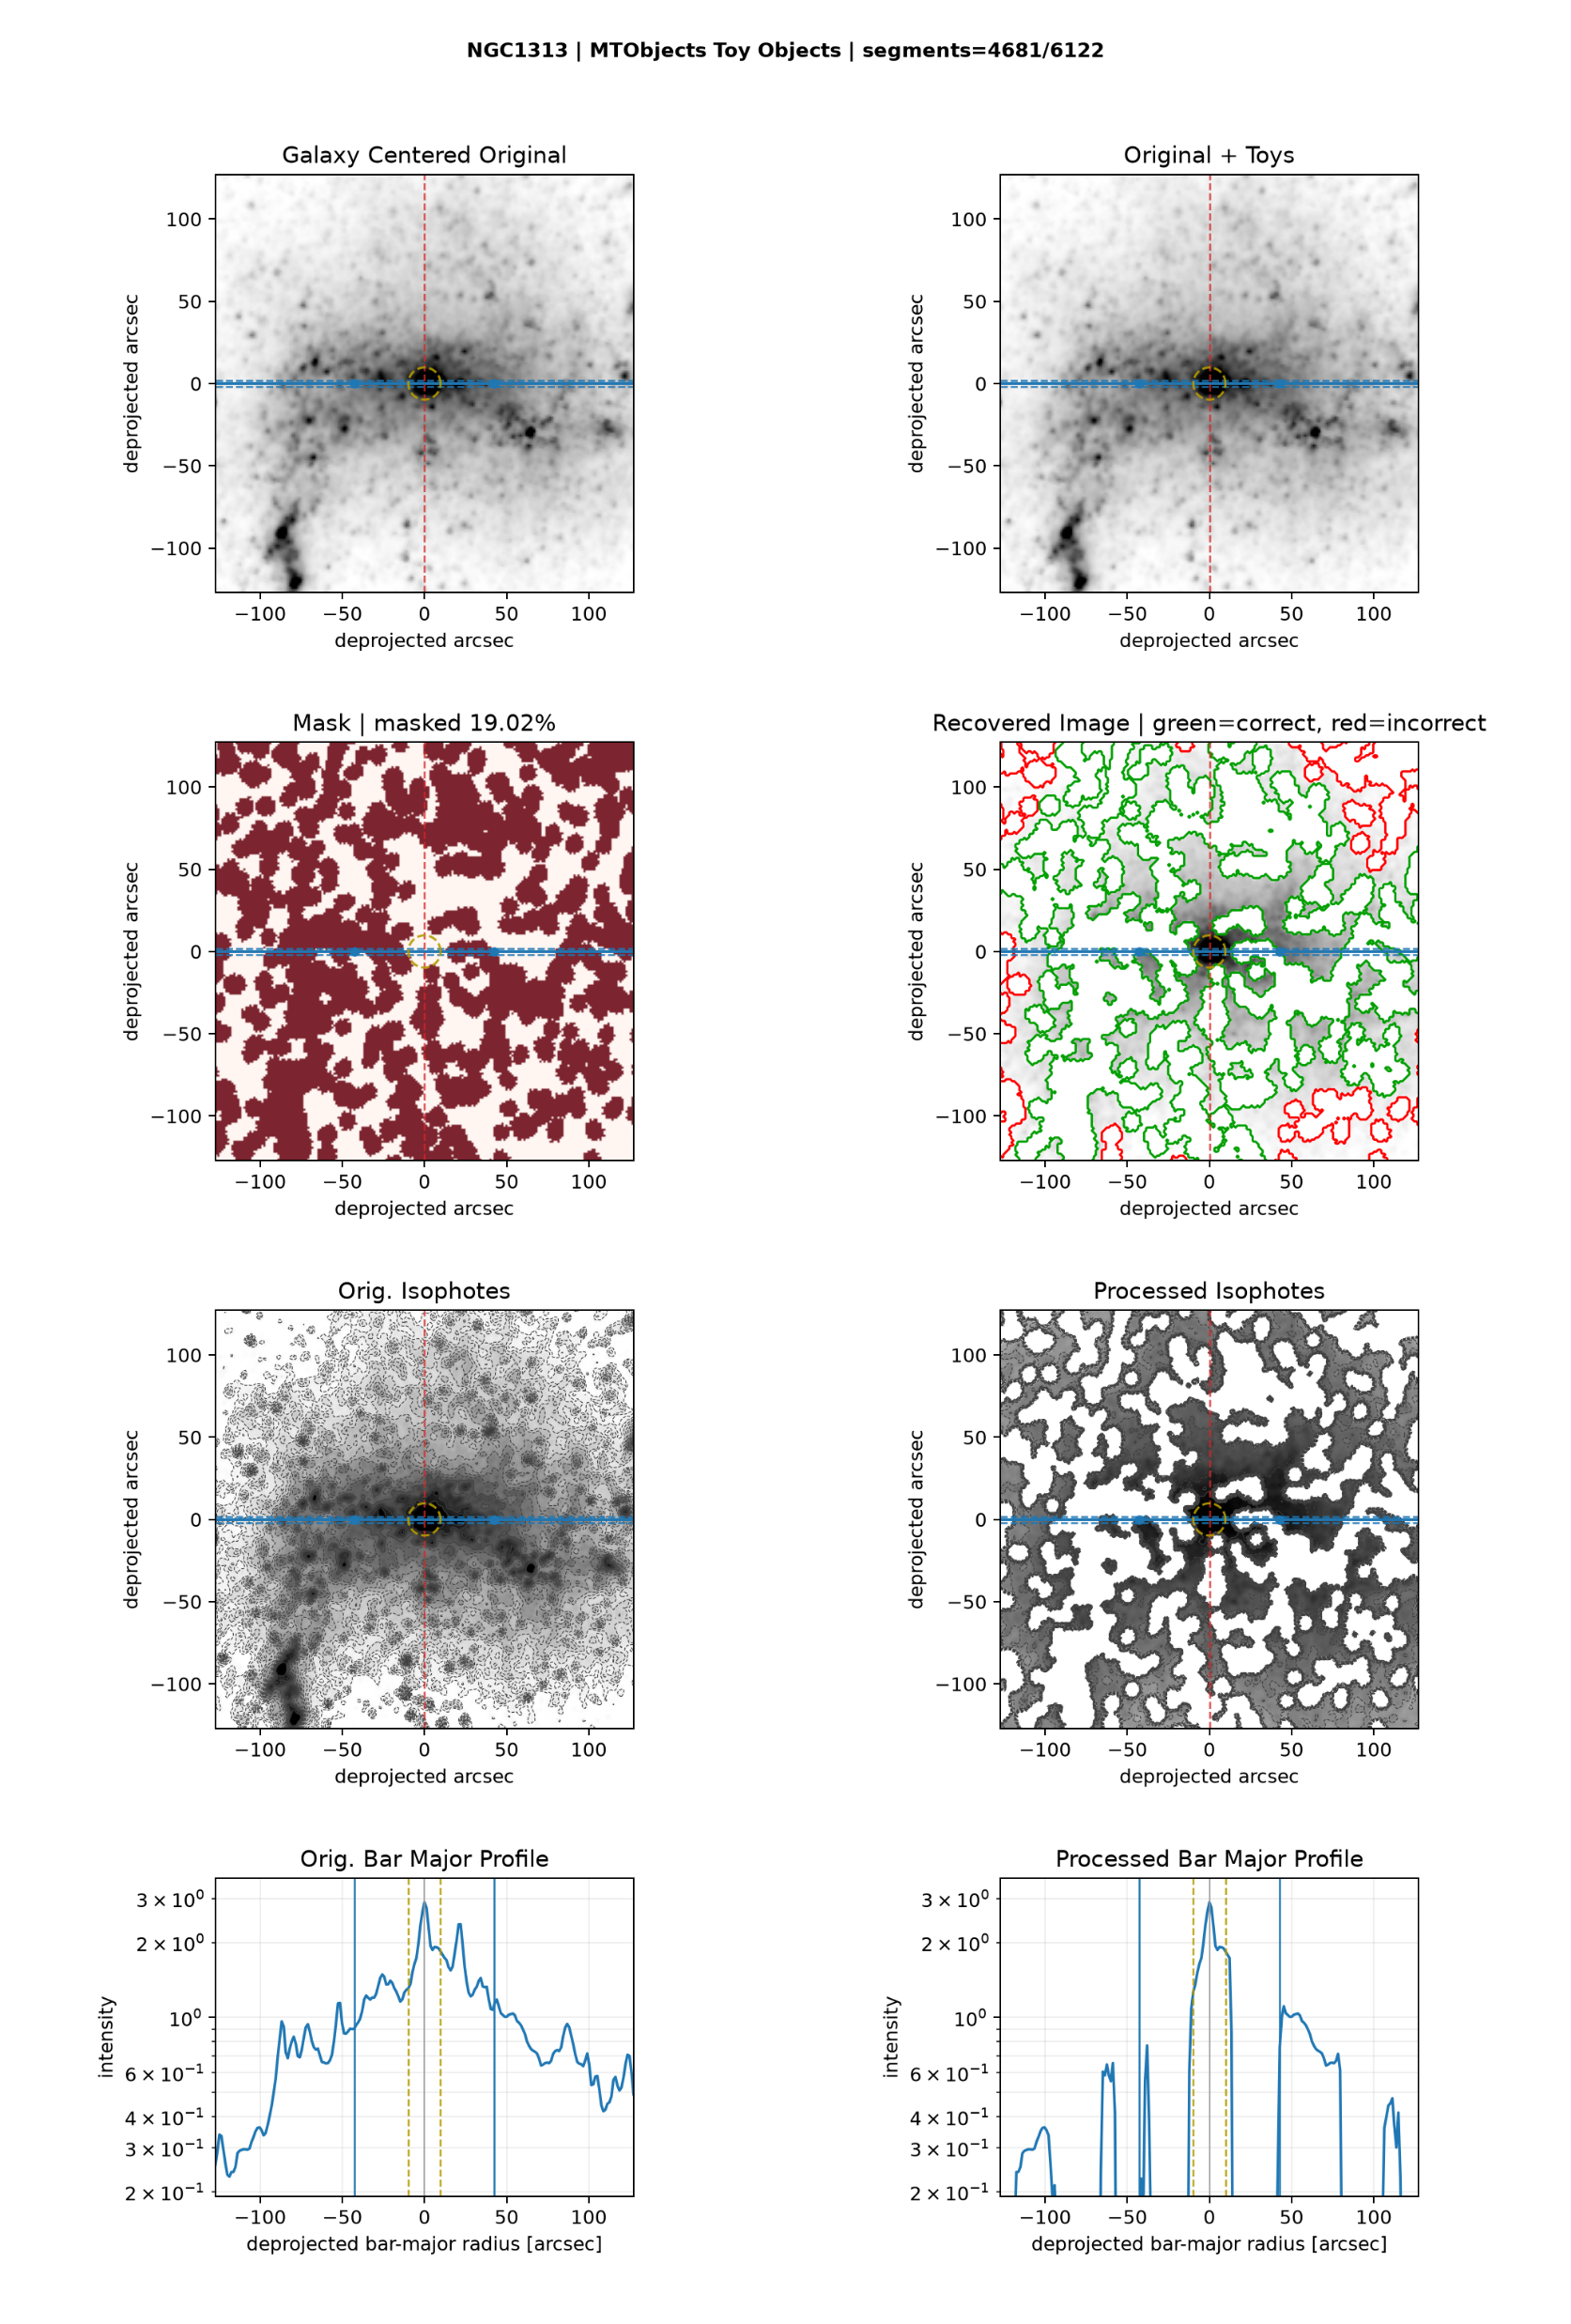 NGC1313 | MTObjects Toy Objects | segments=4681/6122
Galaxy Centered Original
100
50
0
−50
−100
deprojected arcsec
−100 −50 0 50 100
deprojected arcsec
Original + Toys
100
50
0
−50
−100
deprojected arcsec
−100 −50 0 50 100
deprojected arcsec
Mask | masked 19.02%
100
50
0
−50
−100
deprojected arcsec
−100 −50 0 50 100
deprojected arcsec
Recovered Image | green=correct, red=incorrect
100
50
0
−50
−100
deprojected arcsec
−100 −50 0 50 100
deprojected arcsec
Orig. Isophotes
100
50
0
−50
−100
deprojected arcsec
−100 −50 0 50 100
deprojected arcsec
Processed Isophotes
100
50
0
−50
−100
deprojected arcsec
−100 −50 0 50 100
deprojected arcsec
Orig. Bar Major Profile
3 × 10⁰
2 × 10⁰
10⁰
6 × 10⁻¹
4 × 10⁻¹
3 × 10⁻¹
2 × 10⁻¹
intensity
−100 −50 0 50 100
deprojected bar-major radius [arcsec]
Processed Bar Major Profile
3 × 10⁰
2 × 10⁰
10⁰
6 × 10⁻¹
4 × 10⁻¹
3 × 10⁻¹
2 × 10⁻¹
intensity
−100 −50 0 50 100
deprojected bar-major radius [arcsec]